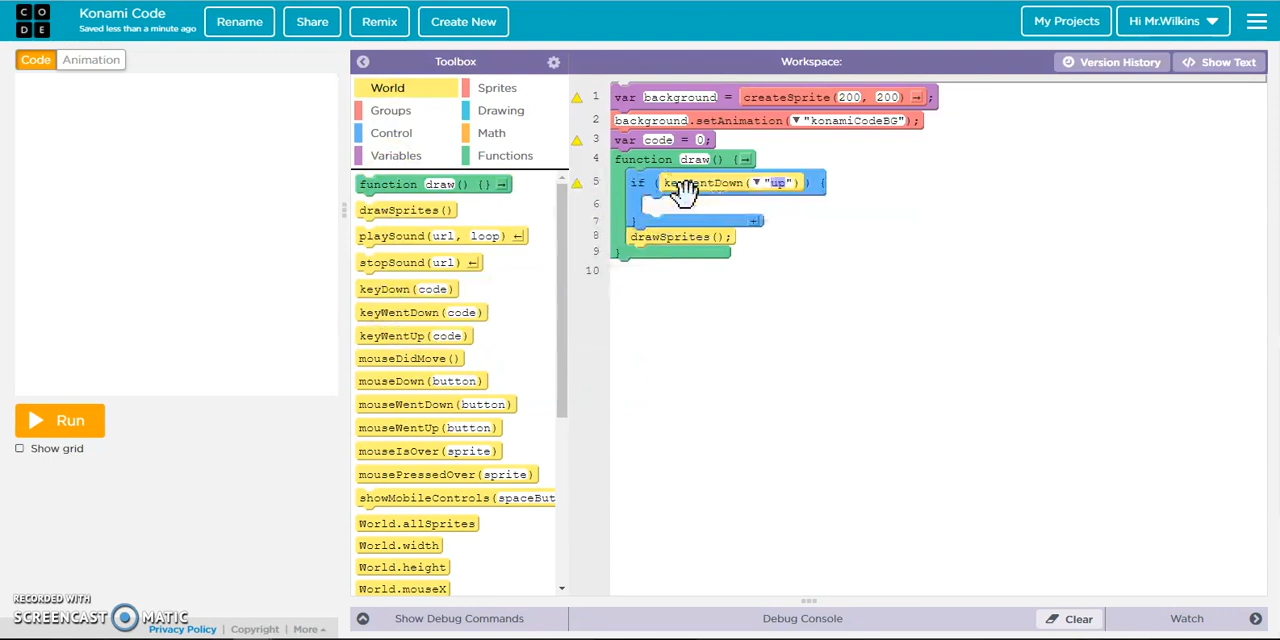 CO
DE
Konami Code
Saved less than a minute ago
Rename
Share
Remix
Create New
My Projects
Hi Mr.Wilkins
Code
Animation
Toolbox
Workspace:
Version History
</> Show Text
World
Sprites
Groups
Drawing
Control
Math
Variables
Functions
function draw() {}
drawSprites()
playSound(url, loop)
stopSound(url)
keyDown(code)
keyWentDown(code)
keyWentUp(code)
mouseDidMove()
mouseDown(button)
mouseWentDown(button)
mouseWentUp(button)
mouseIsOver(sprite)
mousePressedOver(sprite)
showMobileControls(spaceBut
World.allSprites
World.width
World.height
World.mouseX
1 var background = createSprite(200, 200);
2 background.setAnimation("konamiCodeBG");
3 var code = 0;
4 function draw() {
5 if (keyWentDown("up")) {
6
7 }
8 drawSprites();
9 }
10
Run
Show grid
RECORDED WITH
SCREENCAST MATIC
Privacy Policy | Copyright | More
Show Debug Commands
Debug Console
Clear
Watch